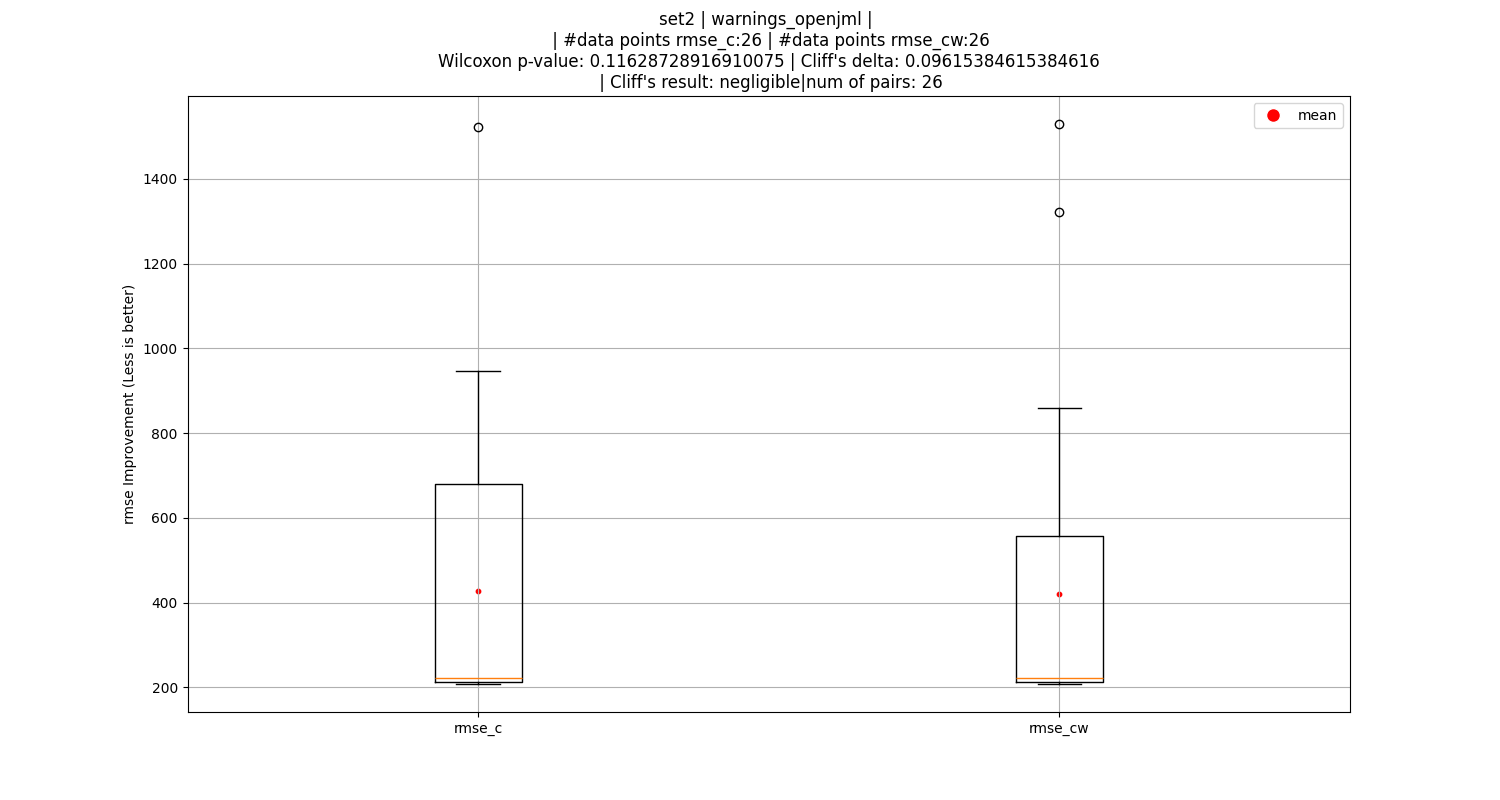 set2 | warnings_openjml |
| #data points rmse_c:26 | #data points rmse_cw:26
Wilcoxon p-value: 0.11628728916910075 | Cliff's delta: 0.09615384615384616
| Cliff's result: negligible|num of pairs: 26
mean
1400
1200
1000
800
600
400
200
rmse Improvement (Less is better)
rmse_c
rmse_cw